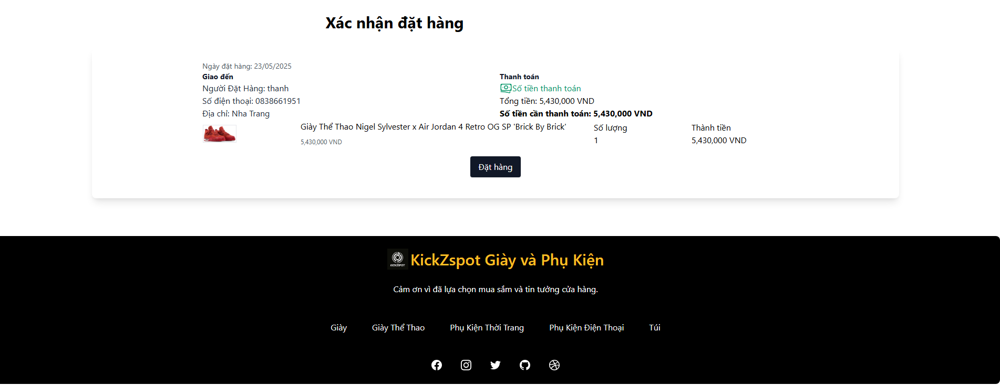 Xác nhận đặt hàng
Ngày đặt hàng: 23/05/2025
Giao đến
Người Đặt Hàng: thanh
Số điện thoại: 0838661951
Địa chỉ: Nha Trang
Thanh toán
Số tiền thanh toán
Tổng tiền: 5,430,000 VND
Số tiền cần thanh toán: 5,430,000 VND
Giày Thể Thao Nigel Sylvester x Air Jordan 4 Retro OG SP 'Brick By Brick'
5,430,000 VND
Số lượng
1
Thành tiền
5,430,000 VND
Đặt hàng
KICKZSPOT
KickZspot Giày và Phụ Kiện
Cảm ơn vì đã lựa chọn mua sắm và tin tưởng cửa hàng.
Giày Giày Thể Thao Phụ Kiện Thời Trang Phụ Kiện Điện Thoại Túi